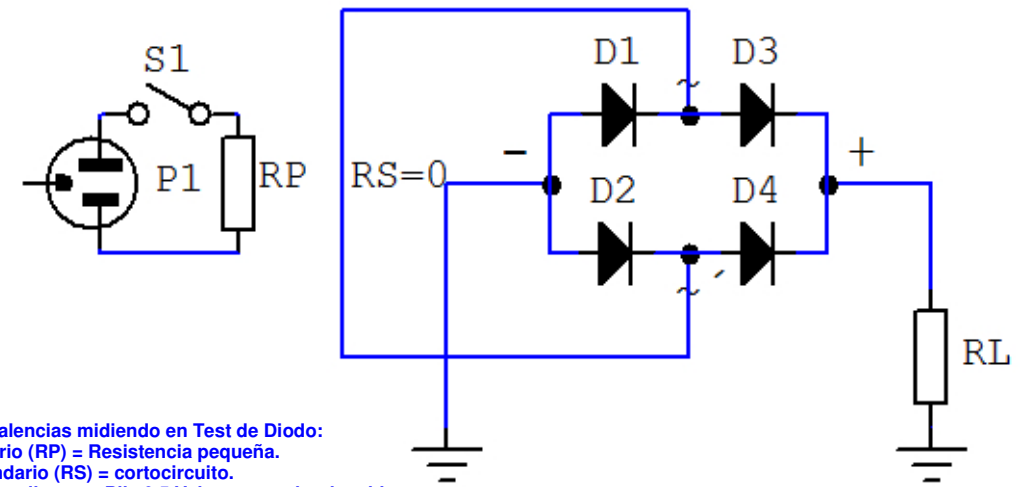 S1
P1
RP
RS=0
D1
D3
~
-
+
D2
D4
~
RL
alencias midiendo en Test de Diodo:
rio (RP) = Resistencia pequeña.
ndario (RS) = cortocircuito.